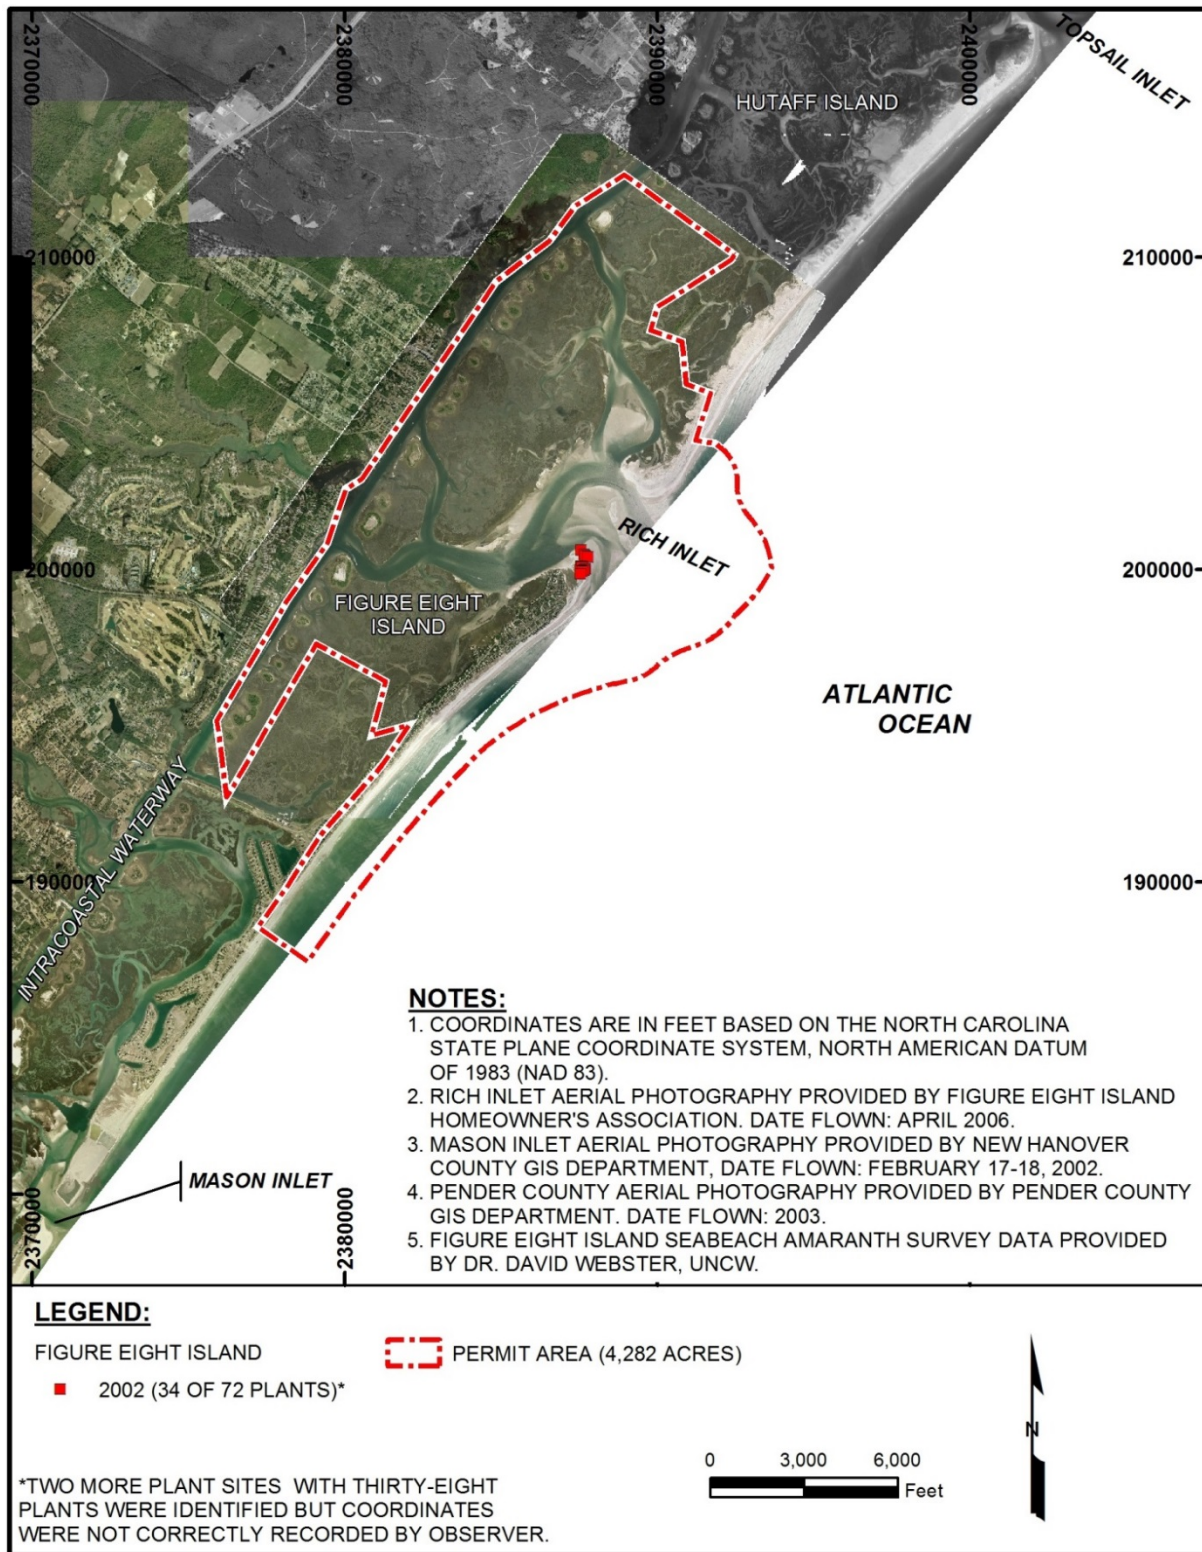 2370000
2380000
2390000
2400000
TOPSAIL INLET
HUTAFF ISLAND
210000
210000
RICH INLET
200000
200000
FIGURE EIGHT
ISLAND
ATLANTIC
OCEAN
INTRACOASTAL WATERWAY
190000
190000
MASON INLET
2370000
2380000
NOTES:
1. COORDINATES ARE IN FEET BASED ON THE NORTH CAROLINA
STATE PLANE COORDINATE SYSTEM, NORTH AMERICAN DATUM
OF 1983 (NAD 83).
2. RICH INLET AERIAL PHOTOGRAPHY PROVIDED BY FIGURE EIGHT ISLAND
HOMEOWNER'S ASSOCIATION. DATE FLOWN: APRIL 2006.
3. MASON INLET AERIAL PHOTOGRAPHY PROVIDED BY NEW HANOVER
COUNTY GIS DEPARTMENT, DATE FLOWN: FEBRUARY 17-18, 2002.
4. PENDER COUNTY AERIAL PHOTOGRAPHY PROVIDED BY PENDER COUNTY
GIS DEPARTMENT. DATE FLOWN: 2003.
5. FIGURE EIGHT ISLAND SEABEACH AMARANTH SURVEY DATA PROVIDED
BY DR. DAVID WEBSTER, UNCW.
LEGEND:
FIGURE EIGHT ISLAND
PERMIT AREA (4,282 ACRES)
2002 (34 OF 72 PLANTS)*
*TWO MORE PLANT SITES WITH THIRTY-EIGHT
PLANTS WERE IDENTIFIED BUT COORDINATES
WERE NOT CORRECTLY RECORDED BY OBSERVER.
0 3,000 6,000
Feet
N